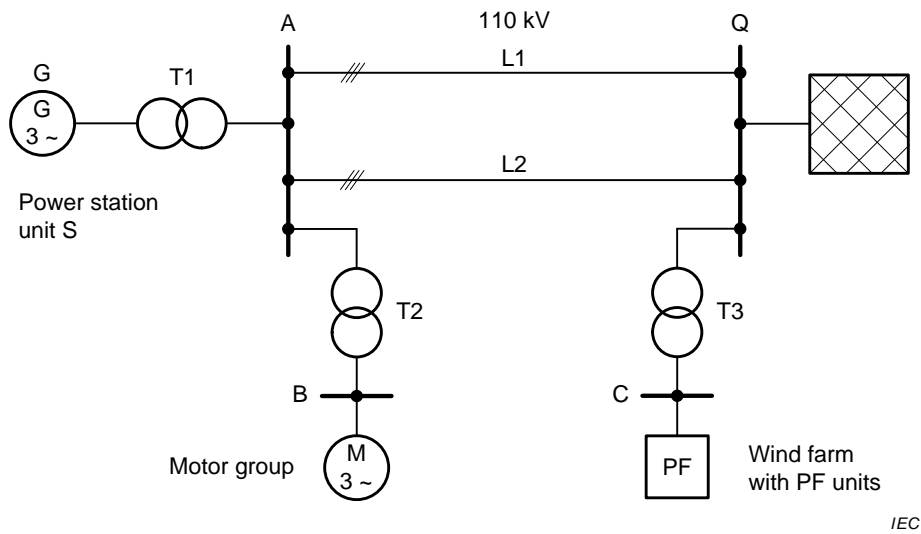 A
110 kV
Q
G
T1
L1
G
3 ~
L2
Power station
unit S
T2
T3
B
C
Motor group
M
3 ~
PF
Wind farm
with PF units
IEC